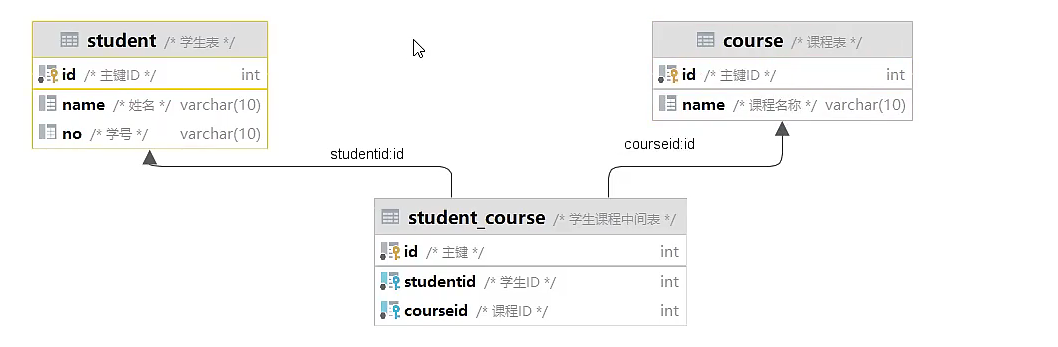 student /* 学生表 */
id /* 主键ID */ int
name /* 姓名 */ varchar(10)
no /* 学号 */ varchar(10)
course /* 课程表 */
id /* 主键ID */ int
name /* 课程名称 */ varchar(10)
studentid:id
courseid:id
student_course /* 学生课程中间表 */
id /* 主键 */ int
studentid /* 学生ID */ int
courseid /* 课程ID */ int